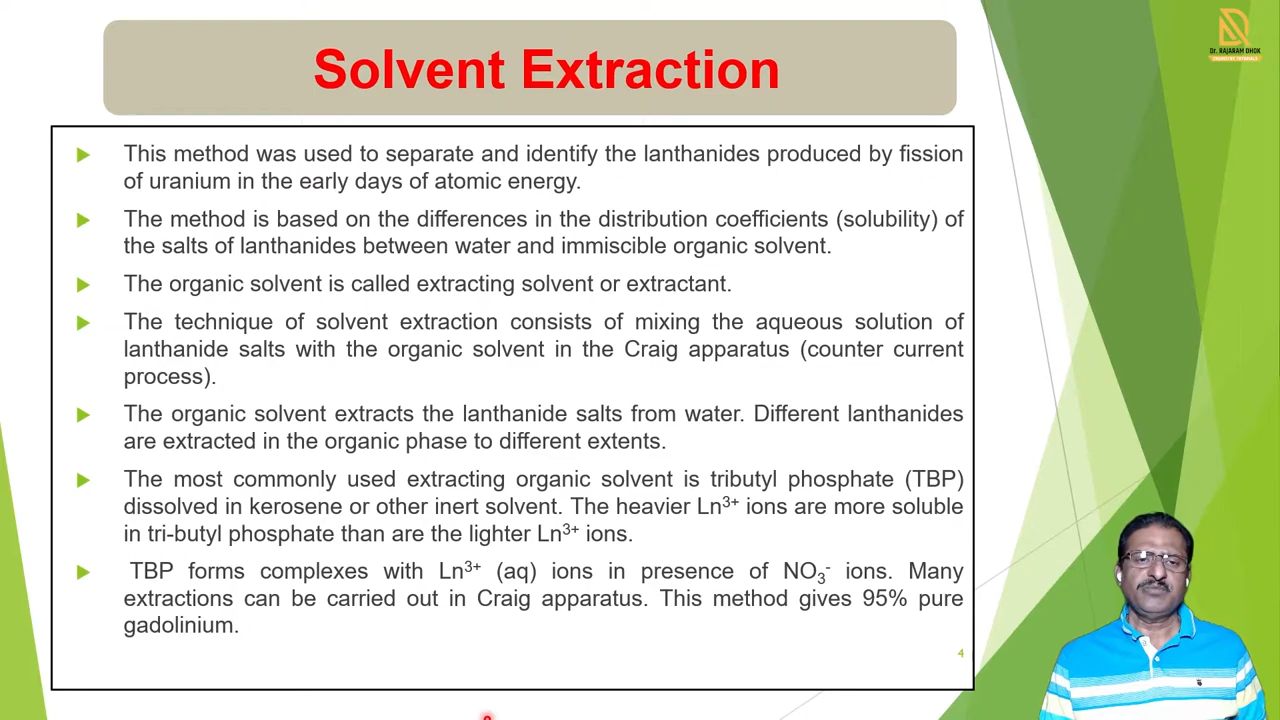 Solvent Extraction
Dr. RAJARAM DHOK
CHEMISTRY TUTORIALS
This method was used to separate and identify the lanthanides produced by fission
of uranium in the early days of atomic energy.
The method is based on the differences in the distribution coefficients (solubility) of
the salts of lanthanides between water and immiscible organic solvent.
The organic solvent is called extracting solvent or extractant.
The technique of solvent extraction consists of mixing the aqueous solution of
lanthanide salts with the organic solvent in the Craig apparatus (counter current
process).
The organic solvent extracts the lanthanide salts from water. Different lanthanides
are extracted in the organic phase to different extents.
The most commonly used extracting organic solvent is tributyl phosphate (TBP)
dissolved in kerosene or other inert solvent. The heavier Ln³⁺ ions are more soluble
in tri-butyl phosphate than are the lighter Ln³⁺ ions.
TBP forms complexes with Ln³⁺ (aq) ions in presence of NO₃⁻ ions. Many
extractions can be carried out in Craig apparatus. This method gives 95% pure
gadolinium.
4